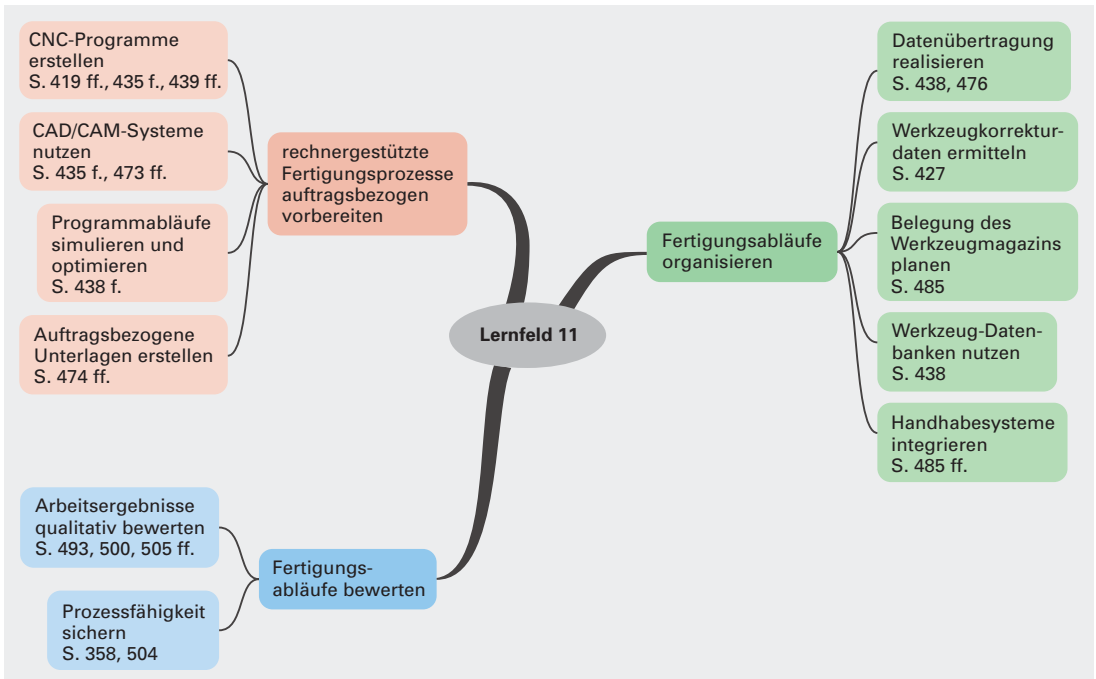 CNC-Programme
erstellen
S. 419 ff., 435 f., 439 ff.
CAD/CAM-Systeme
nutzen
S. 435 f., 473 ff.
Programmabläufe
simulieren und
optimieren
S. 438 f.
Auftragsbezogene
Unterlagen erstellen
S. 474 ff.
rechnergestützte
Fertigungsprozesse
auftragsbezogen
vorbereiten
Lernfeld 11
Fertigungsabläufe
organisieren
Datenübertragung
realisieren
S. 438, 476
Werkzeugkorrektur-
daten ermitteln
S. 427
Belegung des
Werkzeugmagazins
planen
S. 485
Werkzeug-Daten-
banken nutzen
S. 438
Handhabesysteme
integrieren
S. 485 ff.
Arbeitsergebnisse
qualitativ bewerten
S. 493, 500, 505 ff.
Prozessfähigkeit
sichern
S. 358, 504
Fertigungs-
abläufe bewerten